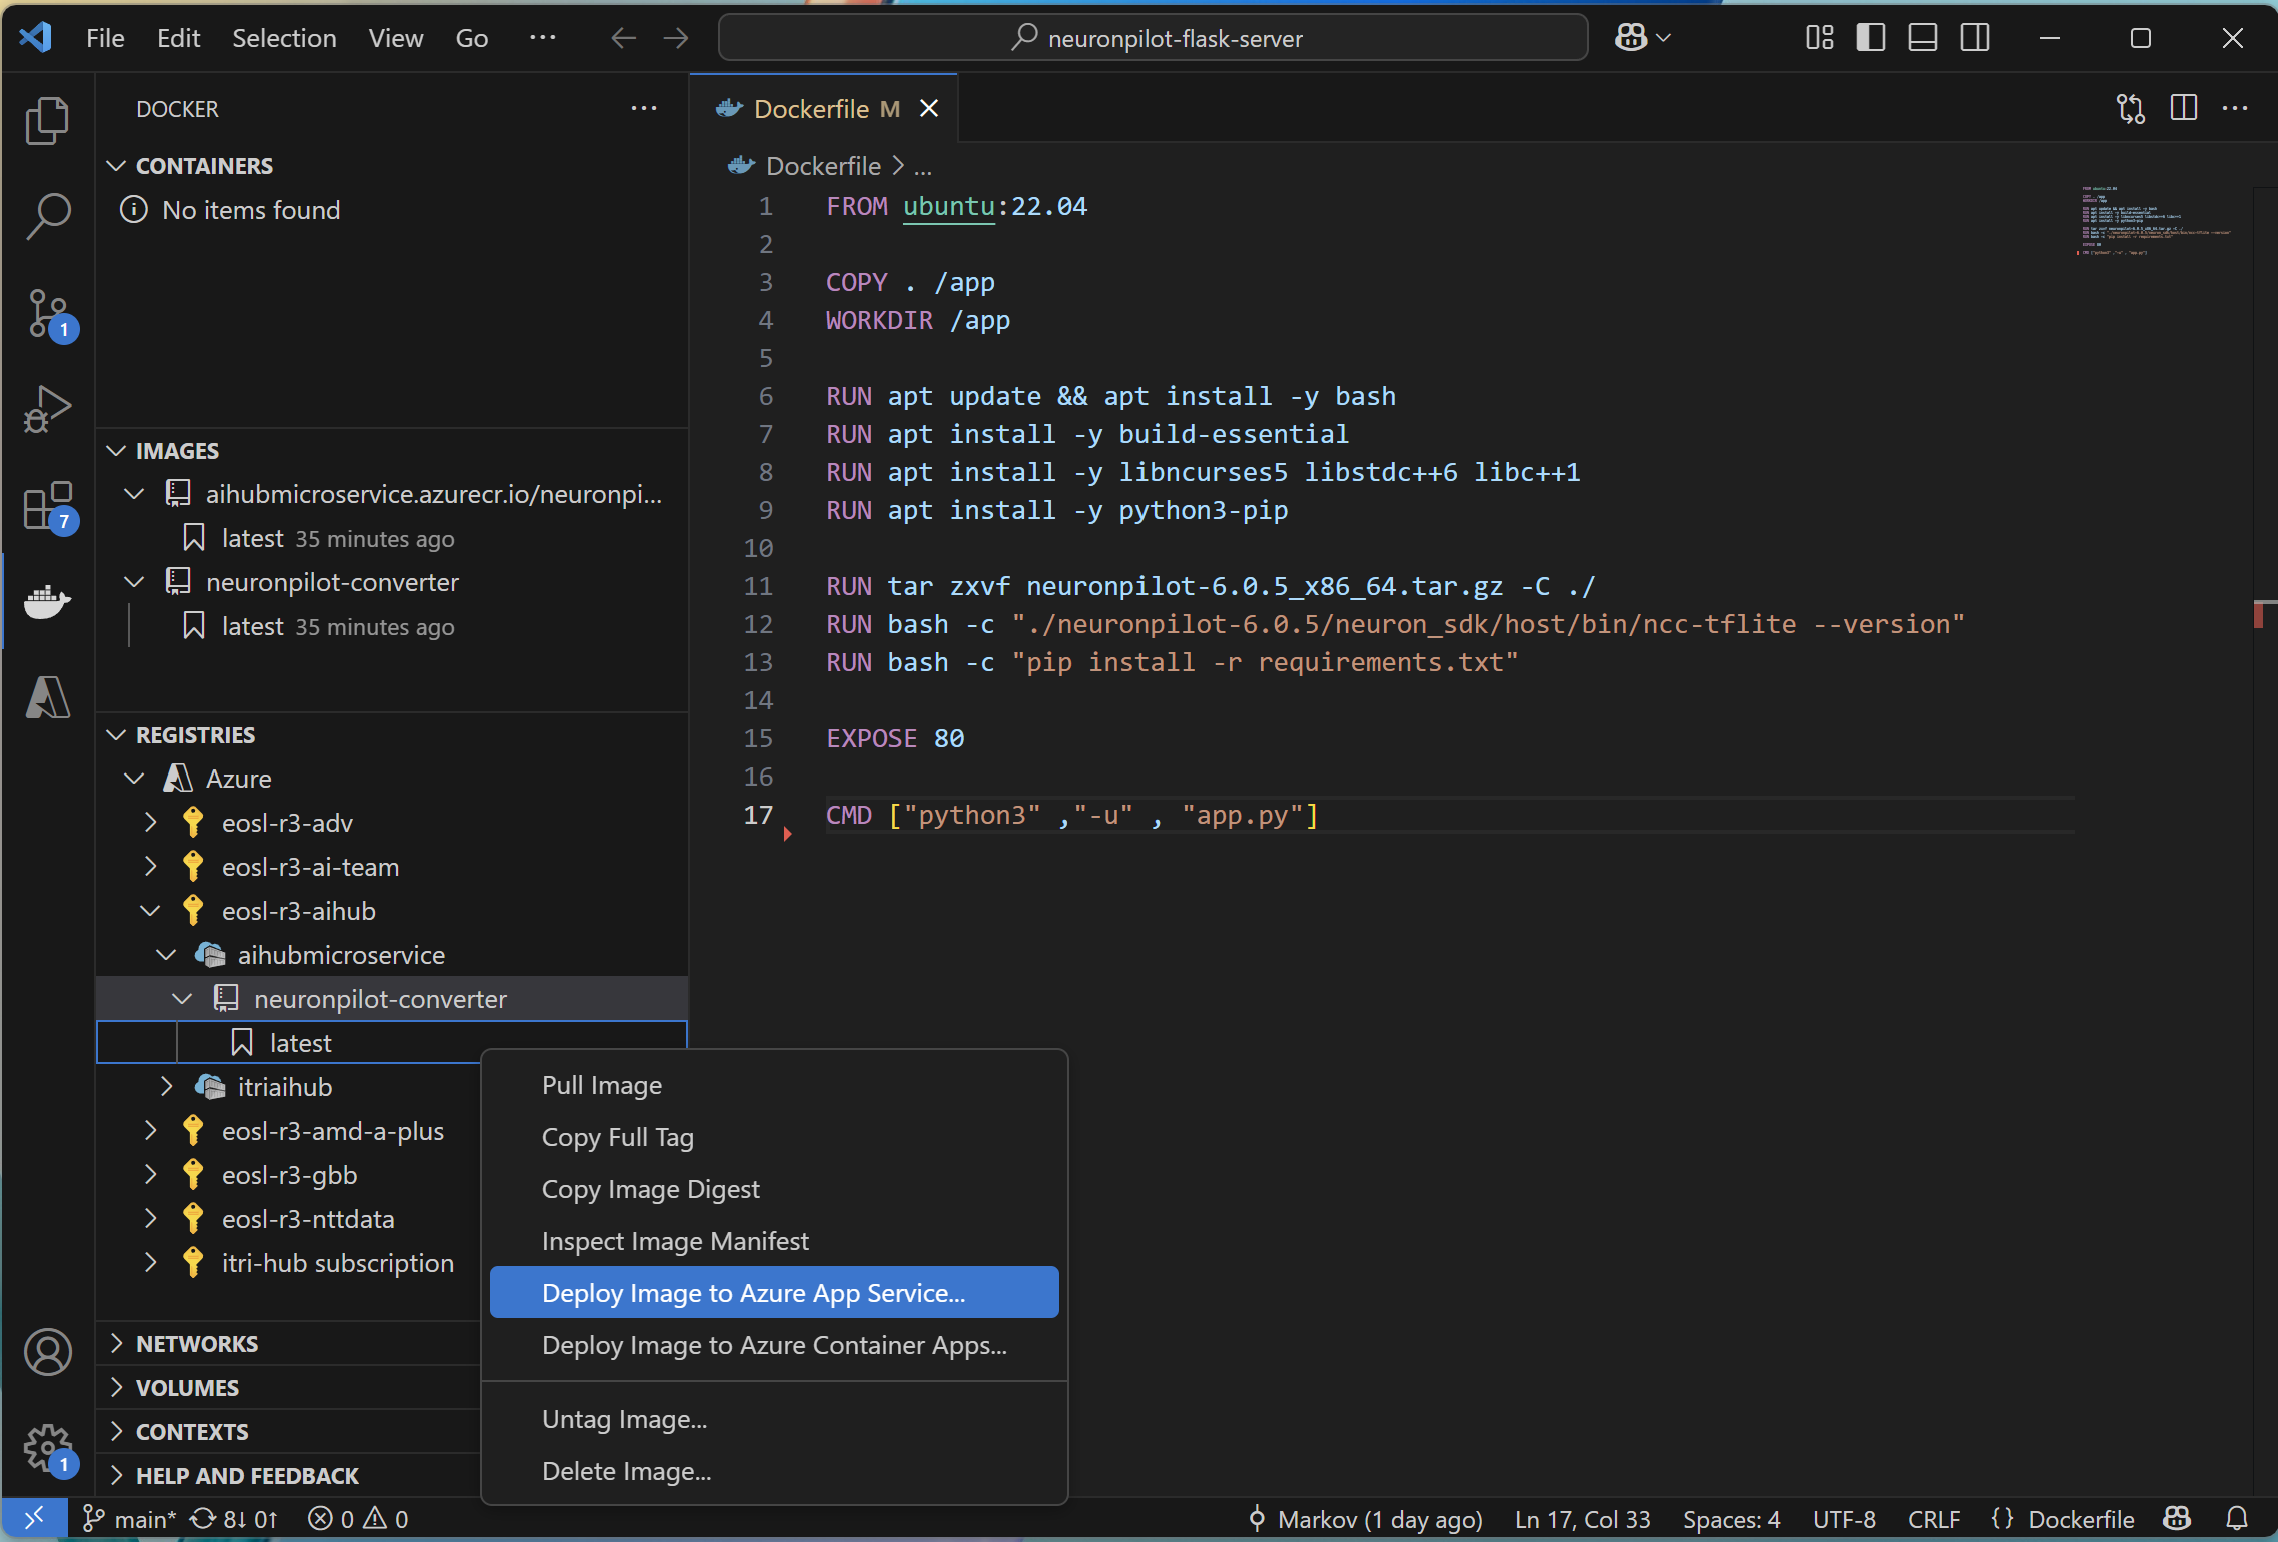 File Edit Selection View Go ··· neuronpilot-flask-server
DOCKER ···
CONTAINERS
No items found
IMAGES
aihubmicroservice.azurecr.io/neuronpi...
latest 35 minutes ago
neuronpilot-converter
latest 35 minutes ago
REGISTRIES
Azure
eosl-r3-adv
eosl-r3-ai-team
eosl-r3-aihub
aihubmicroservice
neuronpilot-converter
latest
itriaihub
eosl-r3-amd-a-plus
eosl-r3-gbb
eosl-r3-nttdata
itri-hub subscription
NETWORKS
VOLUMES
CONTEXTS
HELP AND FEEDBACK
1
7
1
Dockerfile M
Dockerfile > ...
1 FROM ubuntu:22.04
2
3 COPY . /app
4 WORKDIR /app
5
6 RUN apt update && apt install -y bash
7 RUN apt install -y build-essential
8 RUN apt install -y libncurses5 libstdc++6 libc++1
9 RUN apt install -y python3-pip
10
11 RUN tar zxvf neuronpilot-6.0.5_x86_64.tar.gz -C ./
12 RUN bash -c "./neuronpilot-6.0.5/neuron_sdk/host/bin/ncc-tflite --version"
13 RUN bash -c "pip install -r requirements.txt"
14
15 EXPOSE 80
16
17 CMD ["python3" ,"-u" , "app.py"]
Pull Image
Copy Full Tag
Copy Image Digest
Inspect Image Manifest
Deploy Image to Azure App Service...
Deploy Image to Azure Container Apps...
Untag Image...
Delete Image...
main* 8↓ 0↑ 0 0 Markov (1 day ago) Ln 17, Col 33 Spaces: 4 UTF-8 CRLF {} Dockerfile